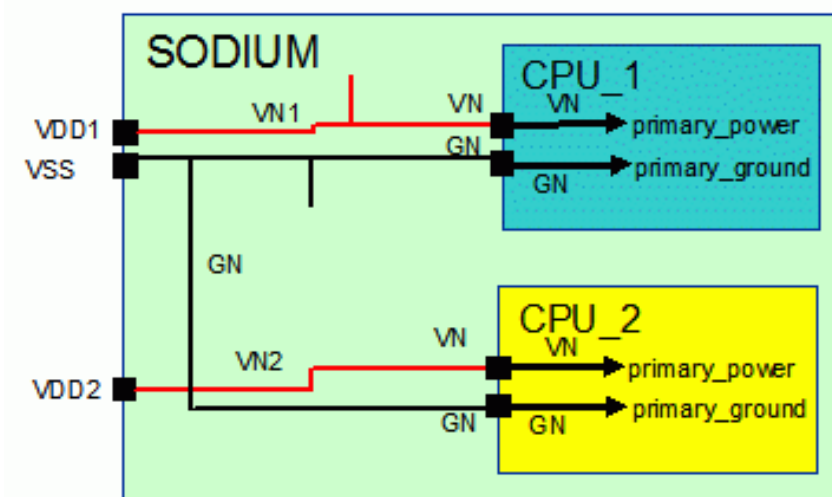 SODIUM
CPU_1
VDD1
VN1
VN
VN
primary_power
VSS
GN
GN
primary_ground
GN
CPU_2
VDD2
VN2
VN
VN
primary_power
GN
GN
primary_ground